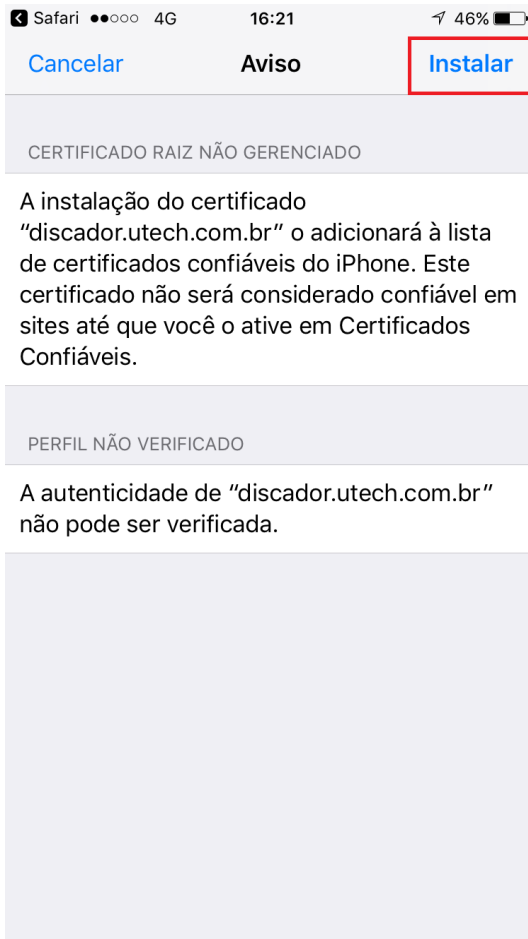 Safari 4G 16:21 46%
Cancelar Aviso Instalar
CERTIFICADO RAIZ NÃO GERENCIADO
A instalação do certificado
“discador.utech.com.br” o adicionará à lista
de certificados confiáveis do iPhone. Este
certificado não será considerado confiável em
sites até que você o ative em Certificados
Confiáveis.
PERFIL NÃO VERIFICADO
A autenticidade de “discador.utech.com.br”
não pode ser verificada.